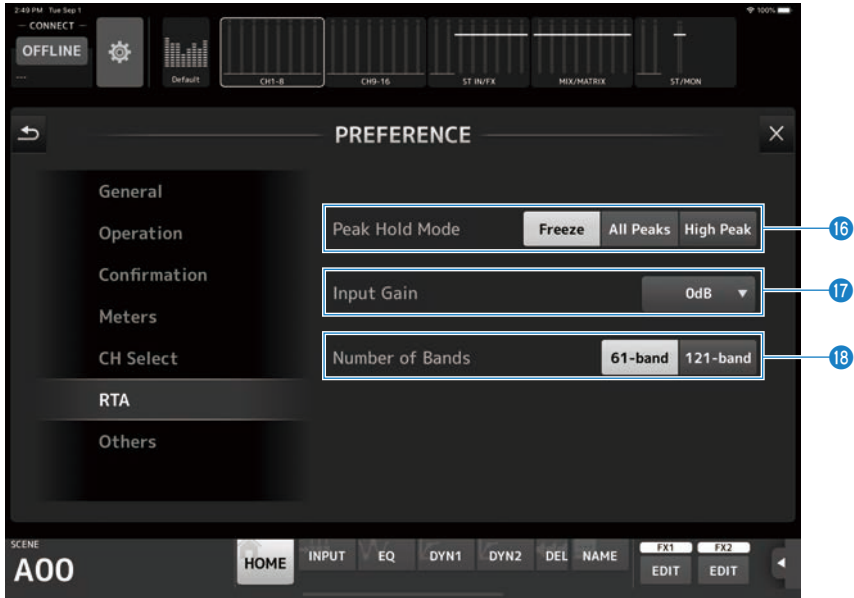 2:49 PM Tue Sep 1
100%
CONNECT
OFFLINE
---
Default
CH1-8
CH9-16
ST IN/FX
MIX/MATRIX
ST/MON
PREFERENCE
General
Operation
Confirmation
Meters
CH Select
RTA
Others
Peak Hold Mode
Freeze
All Peaks
High Peak
16
Input Gain
0dB
17
Number of Bands
61-band
121-band
18
SCENE
A00
HOME
INPUT
EQ
DYN1
DYN2
DEL
NAME
FX1
EDIT
FX2
EDIT